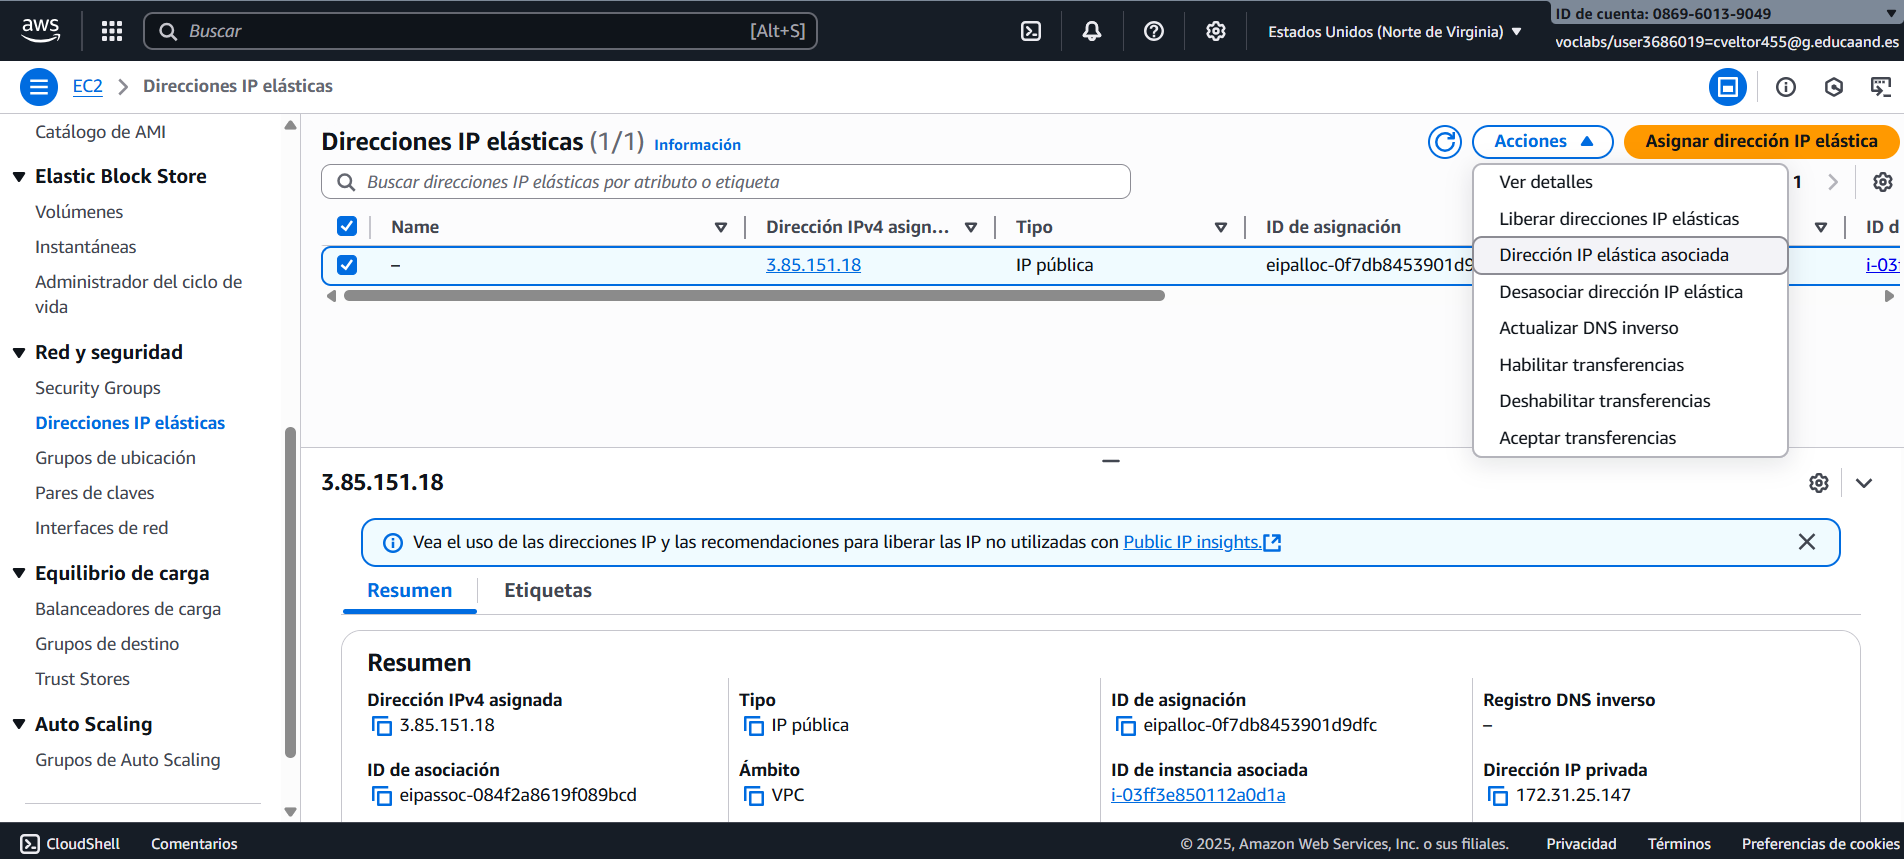 aws
Buscar
[Alt+S]
Estados Unidos (Norte de Virginia)
ID de cuenta: 0869-6013-9049
voclabs/user3686019=cveltor455@g.educaand.es
EC2
Direcciones IP elásticas
Catálogo de AMI
Elastic Block Store
Volúmenes
Instantáneas
Administrador del ciclo de
vida
Red y seguridad
Security Groups
Direcciones IP elásticas
Grupos de ubicación
Pares de claves
Interfaces de red
Equilibrio de carga
Balanceadores de carga
Grupos de destino
Trust Stores
Auto Scaling
Grupos de Auto Scaling
Direcciones IP elásticas (1/1) Información
Acciones
Asignar dirección IP elástica
Buscar direcciones IP elásticas por atributo o etiqueta
1
Name
Dirección IPv4 asign...
Tipo
ID de asignación
ID d
–
3.85.151.18
IP pública
eipalloc-0f7db8453901d9
i-03f
Ver detalles
Liberar direcciones IP elásticas
Dirección IP elástica asociada
Desasociar dirección IP elástica
Actualizar DNS inverso
Habilitar transferencias
Deshabilitar transferencias
Aceptar transferencias
3.85.151.18
Vea el uso de las direcciones IP y las recomendaciones para liberar las IP no utilizadas con Public IP insights.
Resumen
Etiquetas
Resumen
Dirección IPv4 asignada
3.85.151.18
Tipo
IP pública
ID de asignación
eipalloc-0f7db8453901d9dfc
Registro DNS inverso
–
ID de asociación
eipassoc-084f2a8619f089bcd
Ámbito
VPC
ID de instancia asociada
i-03ff3e850112a0d1a
Dirección IP privada
172.31.25.147
CloudShell
Comentarios
© 2025, Amazon Web Services, Inc. o sus filiales.
Privacidad
Términos
Preferencias de cookies